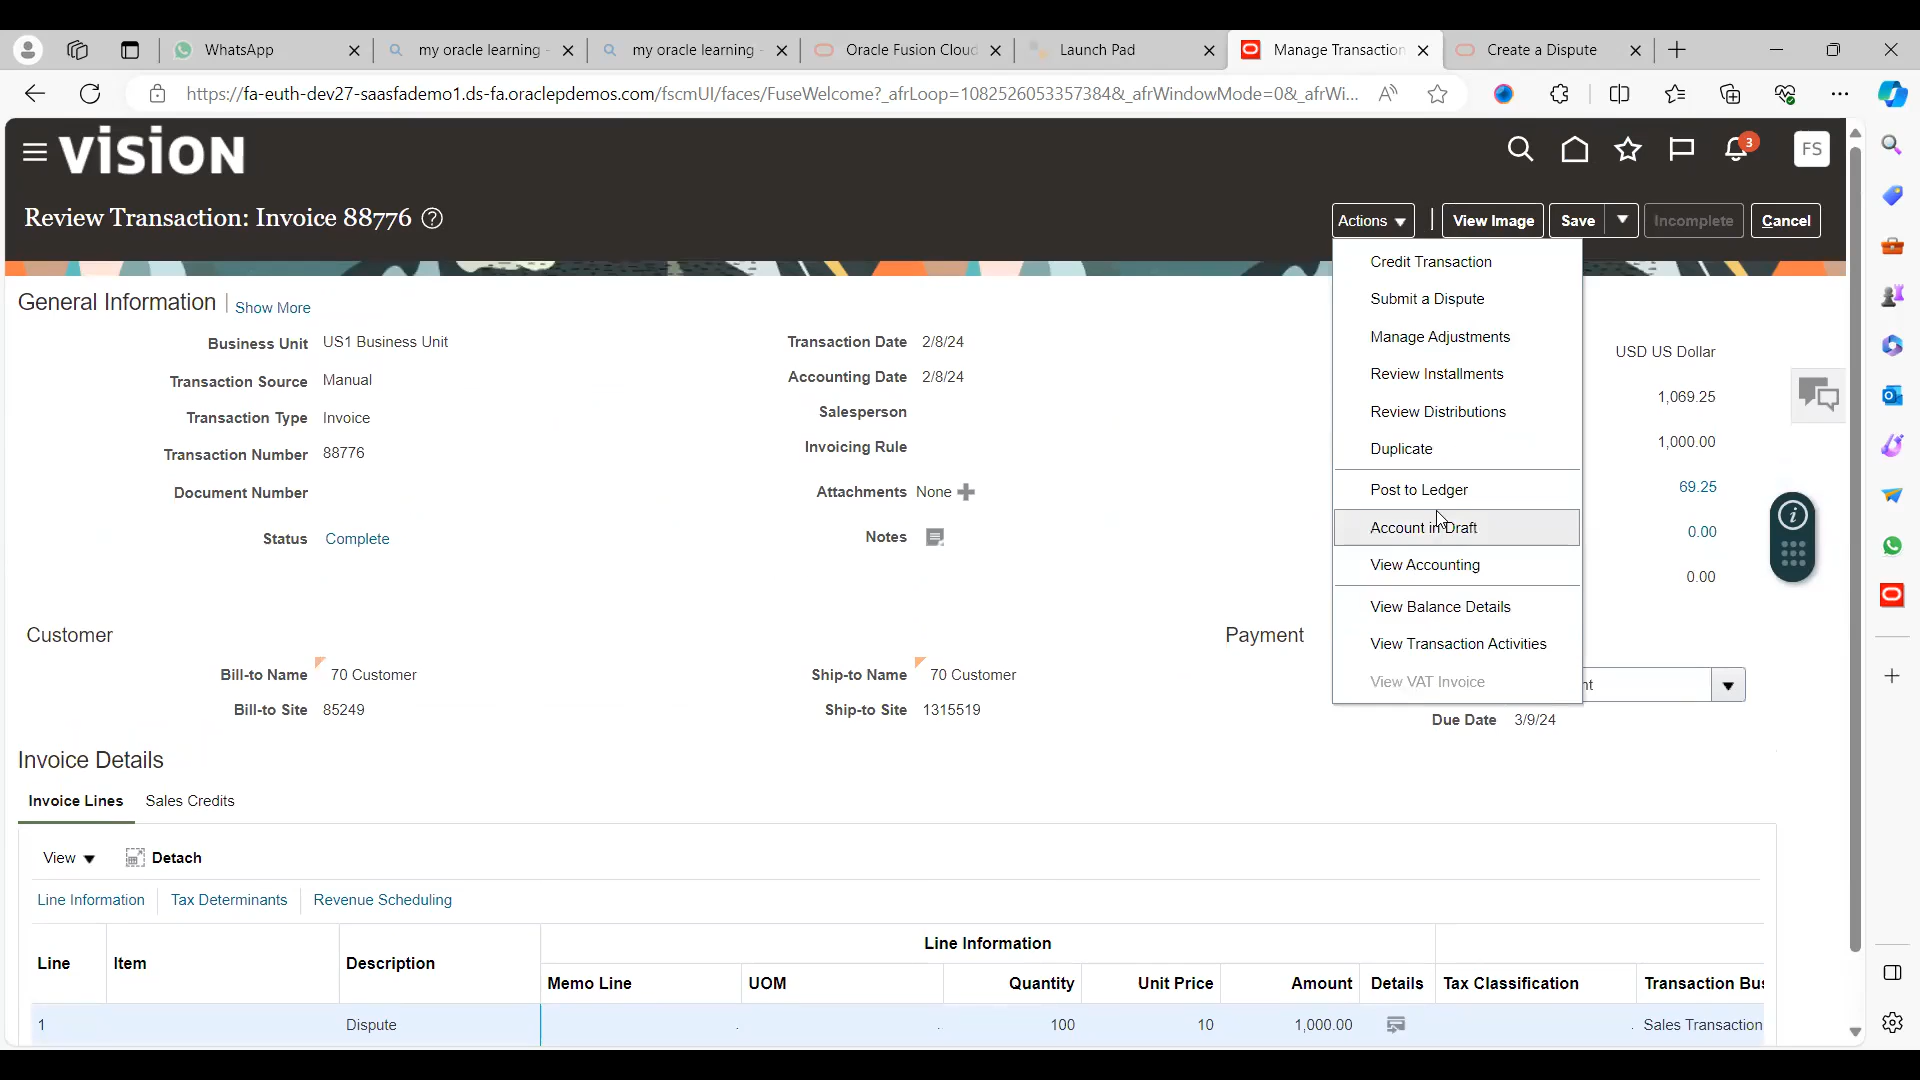 WhatsApp
my oracle learning -
my oracle learning -
Oracle Fusion Cloud
Launch Pad
Manage Transaction
Create a Dispute
https://fa-euth-dev27-saasfademo1.ds-fa.oraclepdemos.com/fscmUI/faces/FuseWelcome?_afrLoop=1082526053357384&_afrWindowMode=0&_afrWi...
VISION
3
FS
Review Transaction: Invoice 88776
Actions
View Image
Save
Incomplete
Cancel
Credit Transaction
Submit a Dispute
Manage Adjustments
Review Installments
Review Distributions
Duplicate
Post to Ledger
Account in Draft
View Accounting
View Balance Details
View Transaction Activities
View VAT Invoice
General Information
Show More
Business Unit US1 Business Unit
Transaction Source Manual
Transaction Type Invoice
Transaction Number 88776
Document Number
Status Complete
Transaction Date 2/8/24
Accounting Date 2/8/24
Salesperson
Invoicing Rule
Attachments None
Notes
USD US Dollar
1,069.25
1,000.00
69.25
0.00
0.00
Customer
Bill-to Name 70 Customer
Bill-to Site 85249
Ship-to Name 70 Customer
Ship-to Site 1315519
Payment
nt
Due Date 3/9/24
Invoice Details
Invoice Lines
Sales Credits
View
Detach
Line Information
Tax Determinants
Revenue Scheduling
Line Information
Line Item Description Memo Line UOM Quantity Unit Price Amount Details Tax Classification Transaction Bus
1 Dispute . . 100 10 1,000.00 . Sales Transaction